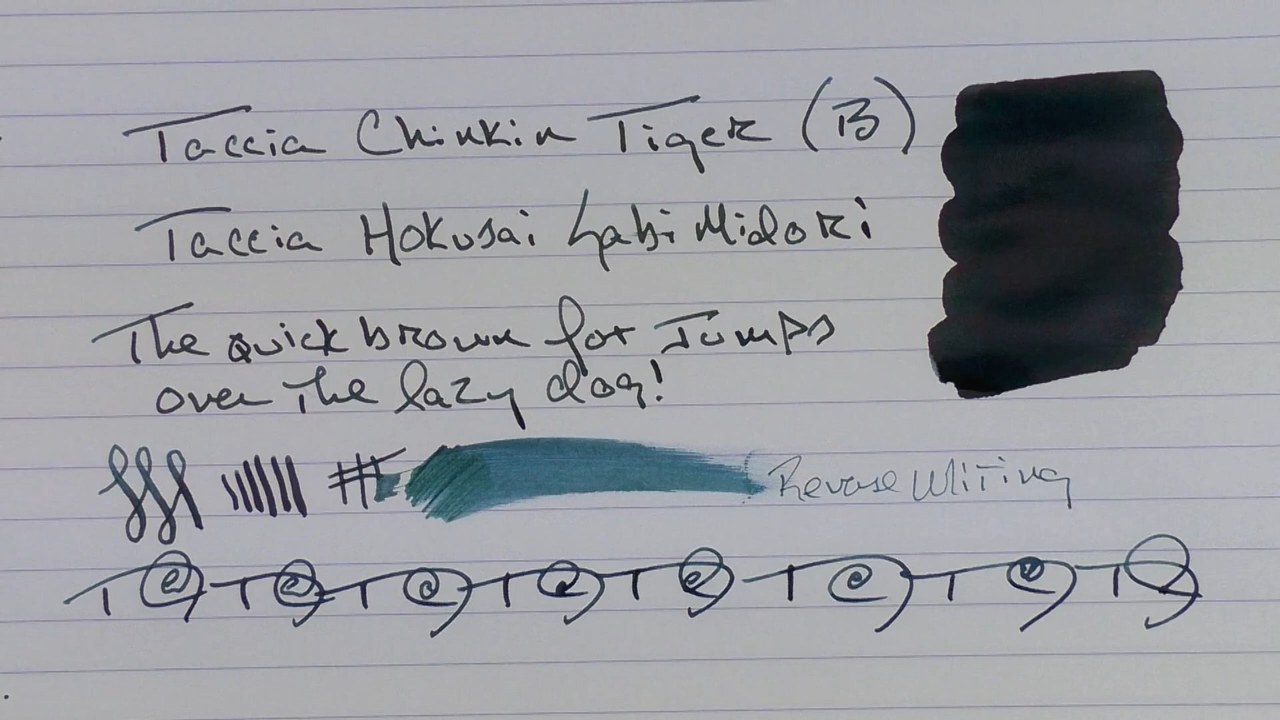 Taccia Chinkin Tiger (B)
Taccia Hokusai Sabi Midori
The quick brown fox Jumps
over The lazy dog!
Reverse Writing